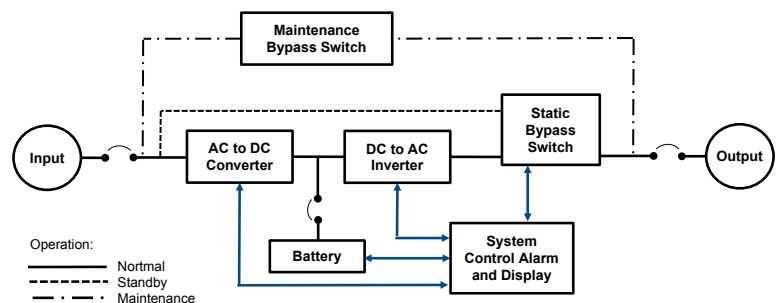 Maintenance
Bypass Switch
Input
AC to DC
Converter
DC to AC
Inverter
Static
Bypass
Switch
Output
Battery
System
Control Alarm
and Display
Operation:
Nortmal
Standby
Maintenance